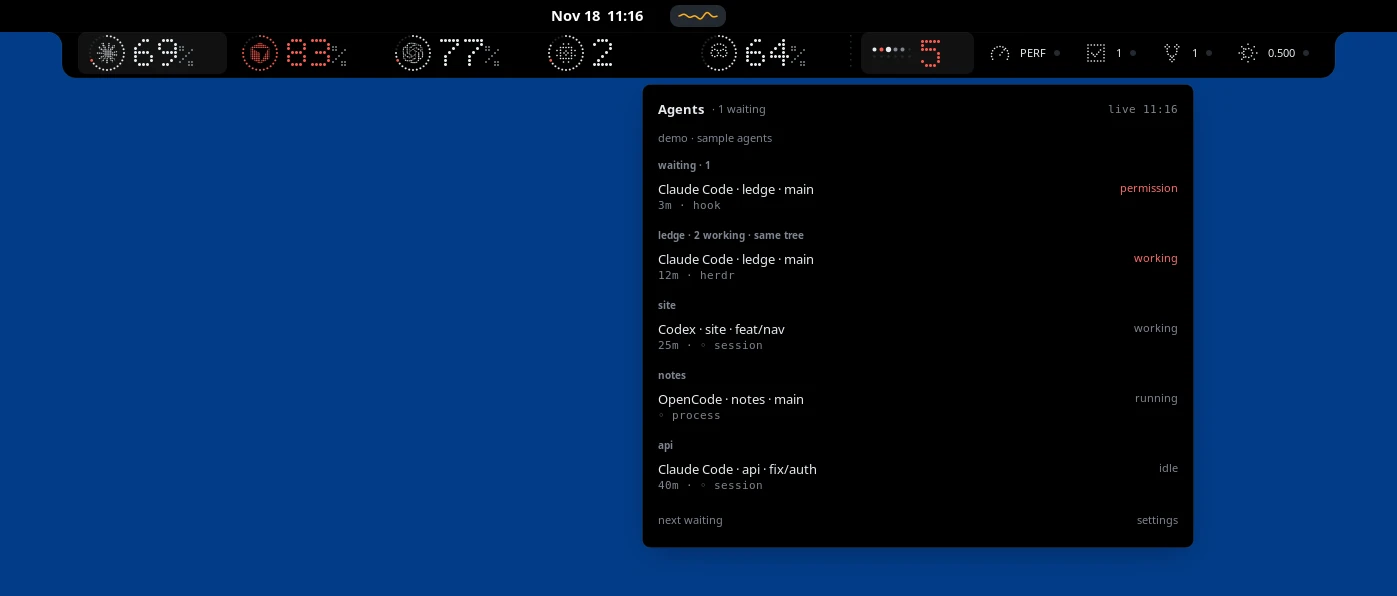 Nov 18 11:16
69%
83%
77%
2
64%
5
PERF
1
1
0.500
Agents · 1 waiting
live 11:16
demo · sample agents
waiting · 1
Claude Code · ledge · main
permission
3m · hook
ledge · 2 working · same tree
Claude Code · ledge · main
working
12m · herdr
site
Codex · site · feat/nav
working
25m · ◦ session
notes
OpenCode · notes · main
running
◦ process
api
Claude Code · api · fix/auth
idle
40m · ◦ session
next waiting
settings